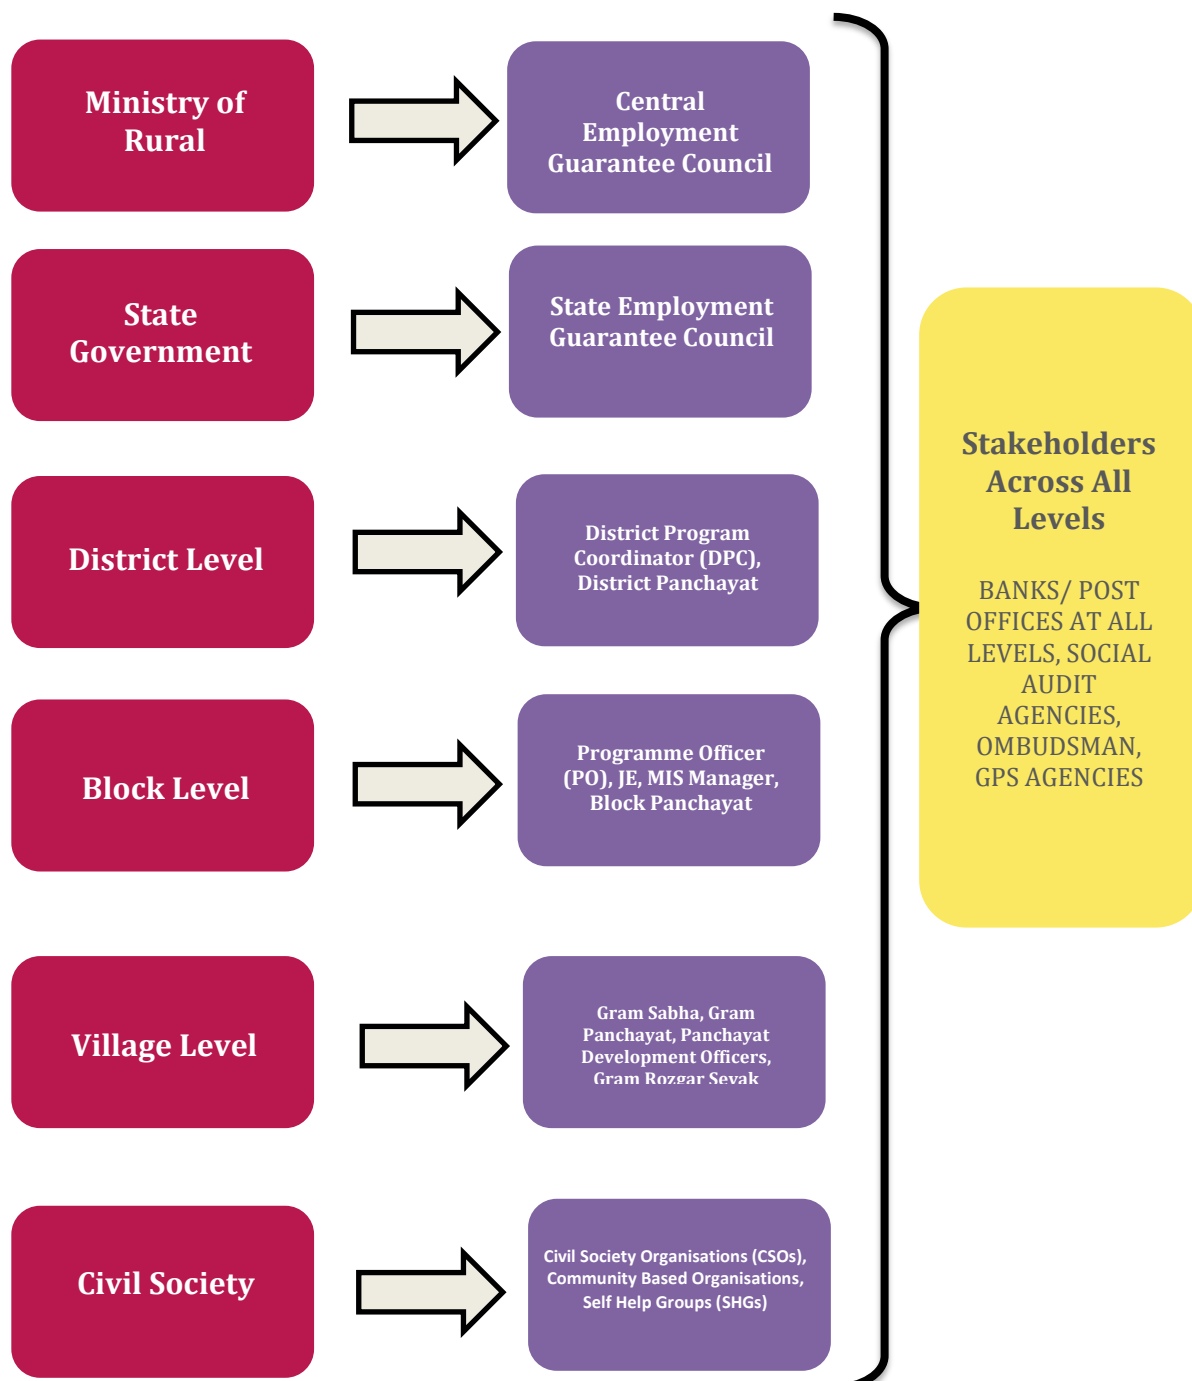 Ministry of
Rural
Central
Employment
Guarantee Council
State
Government
State Employment
Guarantee Council
District Level
District Program
Coordinator (DPC),
District Panchayat
Block Level
Programme Officer
(PO), JE, MIS Manager,
Block Panchayat
Village Level
Gram Sabha, Gram
Panchayat, Panchayat
Development Officers,
Gram Rozgar Sevak
Civil Society
Civil Society Organisations (CSOs),
Community Based Organisations,
Self Help Groups (SHGs)
Stakeholders
Across All
Levels
BANKS/ POST
OFFICES AT ALL
LEVELS, SOCIAL
AUDIT
AGENCIES,
OMBUDSMAN,
GPS AGENCIES